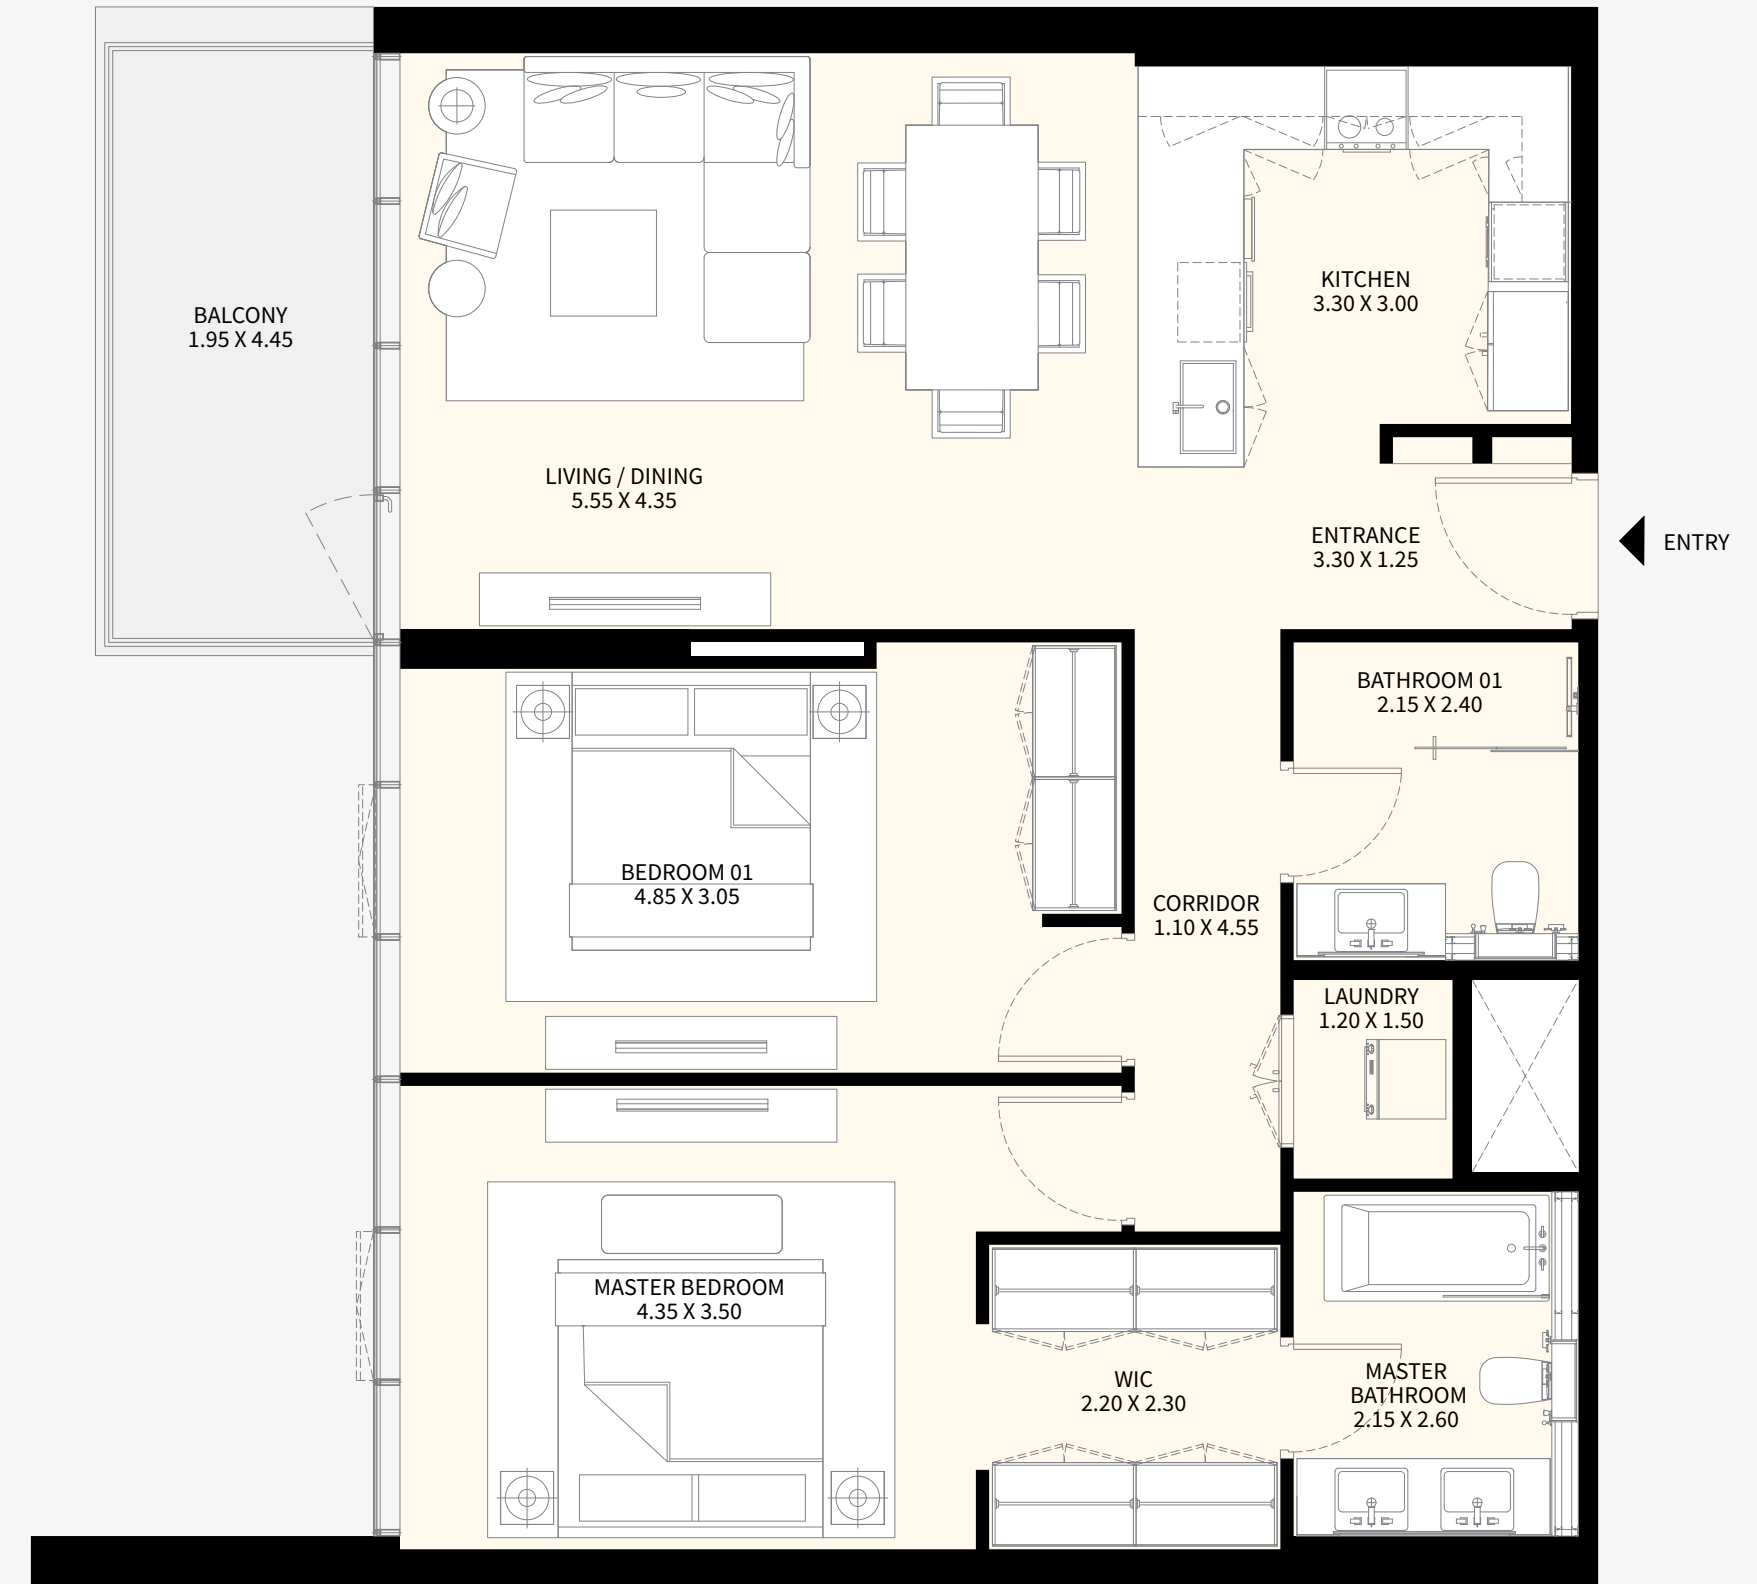 BALCONY
1.95 X 4.45
LIVING / DINING
5.55 X 4.35
KITCHEN
3.30 X 3.00
ENTRANCE
3.30 X 1.25
ENTRY
BEDROOM 01
4.85 X 3.05
CORRIDOR
1.10 X 4.55
BATHROOM 01
2.15 X 2.40
LAUNDRY
1.20 X 1.50
MASTER BEDROOM
4.35 X 3.50
WIC
2.20 X 2.30
MASTER
BATHROOM
2.15 X 2.60